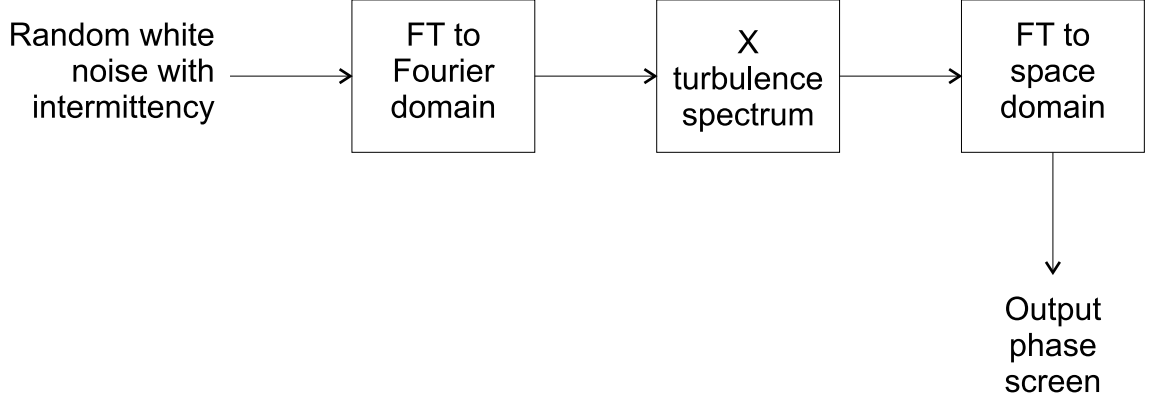 Random white
noise with
intermittency
FT to
Fourier
domain
X
turbulence
spectrum
FT to
space
domain
Output
phase
screen